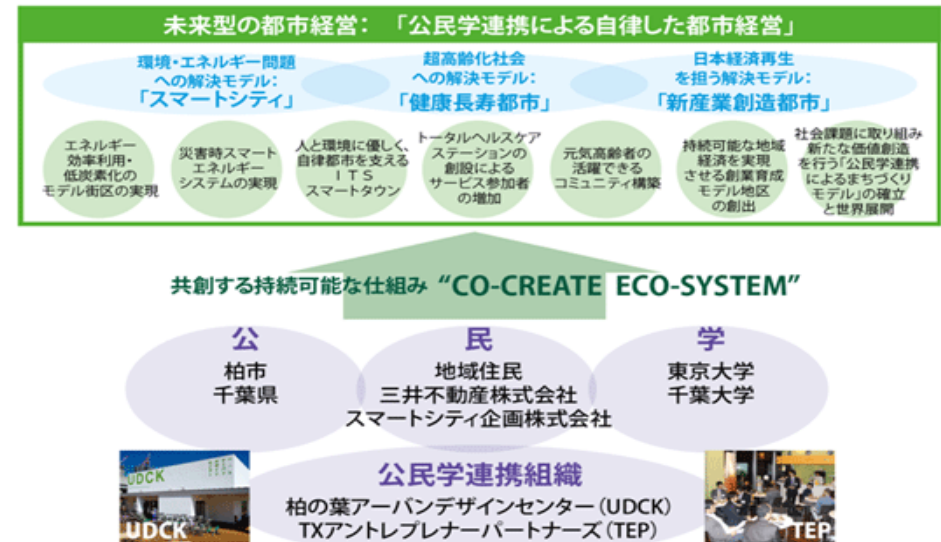 未来型の都市経営: 「公民学連携による自律した都市経営」
環境・エネルギー問題
への解決モデル:
「スマートシティ」
超高齢化社会
への解決モデル:
「健康長寿都市」
日本経済再生
を担う解決モデル:
「新産業創造都市」
エネルギー
効率利用・
低炭素化の
モデル街区の実現
災害時スマート
エネルギー
システムの実現
人と環境に優しく、
自律都市を支える
ITS
スマートタウン
トータルヘルスケア
ステーションの
創設による
サービス参加者
の増加
元気高齢者の
活躍できる
コミュニティ構築
持続可能な地域
経済を実現
させる創業育成
モデル地区
の創出
社会課題に取り組み
新たな価値創造
を行う「公民学連携
によるまちづくり
モデル」の確立
と世界展開
共創する持続可能な仕組み “CO-CREATE ECO-SYSTEM”
公
柏市
千葉県
民
地域住民
三井不動産株式会社
スマートシティ企画株式会社
学
東京大学
千葉大学
公民学連携組織
柏の葉アーバンデザインセンター(UDCK)
TXアントレプレナーパートナーズ(TEP)
UDCK
UDCK
TEP